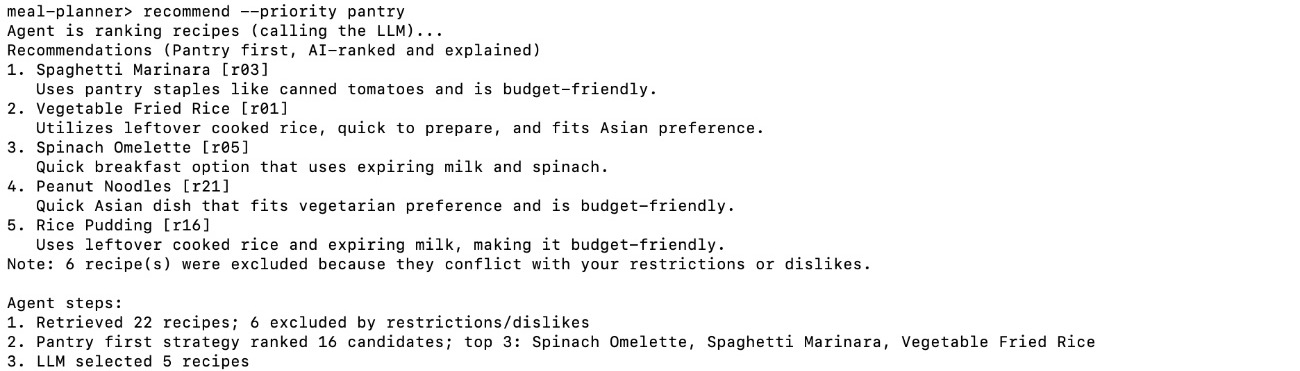 meal-planner> recommend --priority pantry
Agent is ranking recipes (calling the LLM)...
Recommendations (Pantry first, AI-ranked and explained)
1. Spaghetti Marinara [r03]
Uses pantry staples like canned tomatoes and is budget-friendly.
2. Vegetable Fried Rice [r01]
Utilizes leftover cooked rice, quick to prepare, and fits Asian preference.
3. Spinach Omelette [r05]
Quick breakfast option that uses expiring milk and spinach.
4. Peanut Noodles [r21]
Quick Asian dish that fits vegetarian preference and is budget-friendly.
5. Rice Pudding [r16]
Uses leftover cooked rice and expiring milk, making it budget-friendly.
Note: 6 recipe(s) were excluded because they conflict with your restrictions or dislikes.
Agent steps:
1. Retrieved 22 recipes; 6 excluded by restrictions/dislikes
2. Pantry first strategy ranked 16 candidates; top 3: Spinach Omelette, Spaghetti Marinara, Vegetable Fried Rice
3. LLM selected 5 recipes